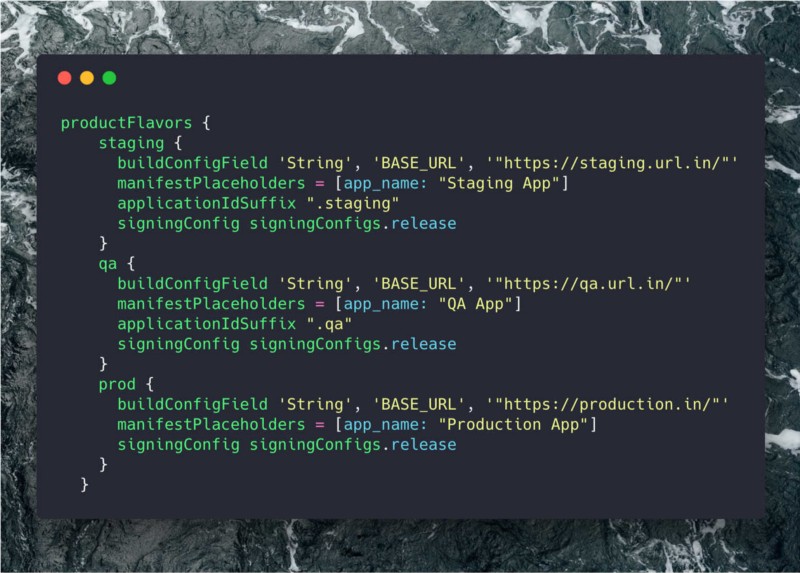 productFlavors {
staging {
buildConfigField 'String', 'BASE_URL', '"https://staging.url.in/"'
manifestPlaceholders = [app_name: "Staging App"]
applicationIdSuffix ".staging"
signingConfig signingConfigs.release
}
qa {
buildConfigField 'String', 'BASE_URL', '"https://qa.url.in/"'
manifestPlaceholders = [app_name: "QA App"]
applicationIdSuffix ".qa"
signingConfig signingConfigs.release
}
prod {
buildConfigField 'String', 'BASE_URL', '"https://production.in/"'
manifestPlaceholders = [app_name: "Production App"]
signingConfig signingConfigs.release
}
}